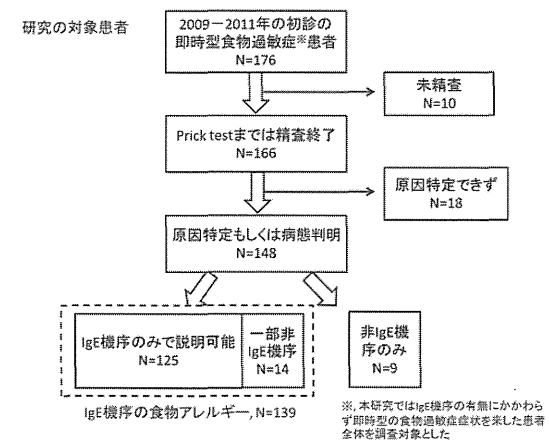 研究の対象患者
2009－2011年の初診の
即時型食物過敏症※患者
N=176
未精査
N=10
Prick testまでは精査終了
N=166
原因特定できず
N=18
原因特定もしくは病態判明
N=148
IgE機序のみで説明可能
N=125
一部非
IgE機序
N=14
非IgE機
序のみ
N=9
IgE機序の食物アレルギー, N=139
※, 本研究ではIgE機序の有無にかかわら
ず即時型の食物過敏症症状を来した患者
全体を調査対象とした